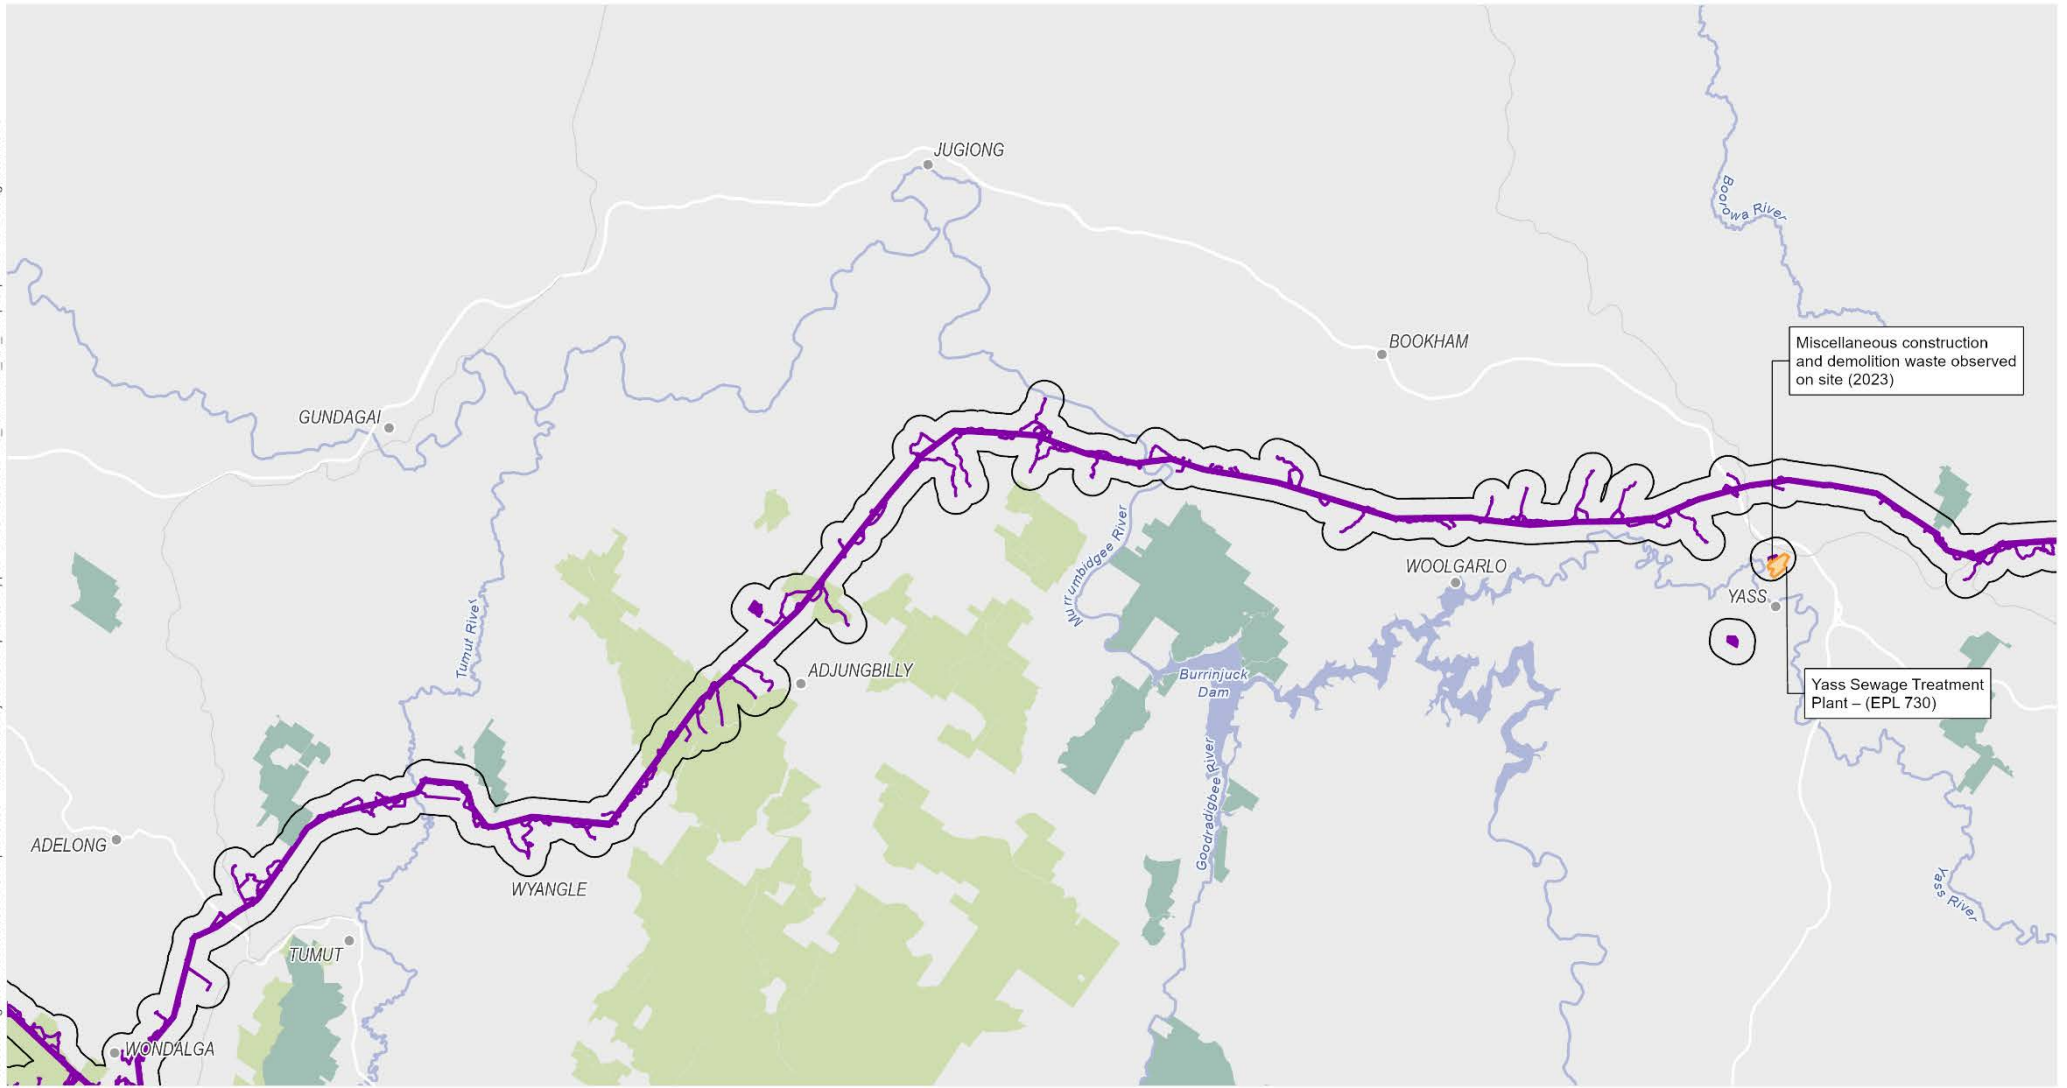 JUGIONG
Boorowa River
BOOKHAM
Miscellaneous construction
and demolition waste observed
on site (2023)
GUNDAGAI
Murrumbidgee River
WOOLGARLO
YASS
Tumut River
ADJUNGBILLY
Burrinjuck
Dam
Yass Sewage Treatment
Plant – (EPL 730)
Goodradigbee River
ADELONG
WYANGLE
Yass River
TUMUT
WONDALGA